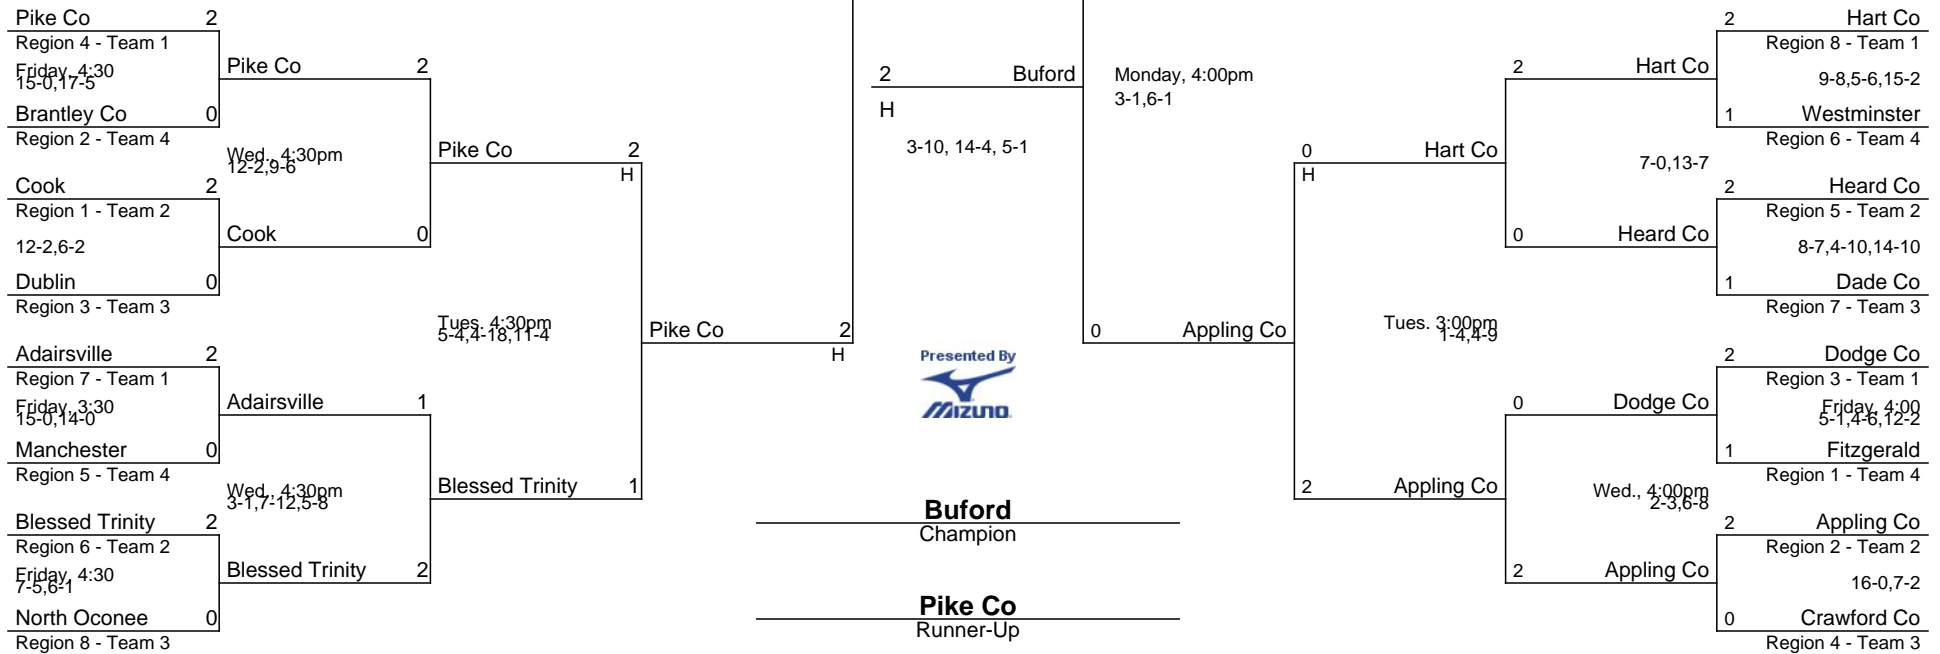 Pike Co 2
Region 4 - Team 1
Friday, 4:30
15-0,17-5
Brantley Co 0
Region 2 - Team 4
Cook 2
Region 1 - Team 2
12-2,6-2
Dublin 0
Region 3 - Team 3
Adairsville 2
Region 7 - Team 1
Friday, 3:30
15-0,14-0
Manchester 0
Region 5 - Team 4
Blessed Trinity 2
Region 6 - Team 2
Friday, 4:30
7-5,6-1
North Oconee 0
Region 8 - Team 3
Pike Co 2
Wed., 4:30pm
12-2,9-6
Cook 0
Adairsville 1
Wed., 4:30pm
3-1,7-12,5-8
Blessed Trinity 2
Pike Co 2
H
Tues. 4:30pm
5-4,4-18,11-4
Blessed Trinity 1
Pike Co 2
H
2 Buford
H
3-10, 14-4, 5-1
Presented By
MIZUNO
Buford
Champion
Pike Co
Runner-Up
Monday, 4:00pm
3-1,6-1
0 Appling Co
0 Hart Co
H
Tues. 3:00pm
1-4,4-9
2 Appling Co
2 Hart Co
7-0,13-7
0 Heard Co
0 Dodge Co
Wed., 4:00pm
2-3,6-8
2 Appling Co
2 Hart Co
Region 8 - Team 1
9-8,5-6,15-2
1 Westminster
Region 6 - Team 4
2 Heard Co
Region 5 - Team 2
8-7,4-10,14-10
1 Dade Co
Region 7 - Team 3
2 Dodge Co
Region 3 - Team 1
Friday, 4:00
5-1,4-6,12-2
1 Fitzgerald
Region 1 - Team 4
2 Appling Co
Region 2 - Team 2
16-0,7-2
0 Crawford Co
Region 4 - Team 3